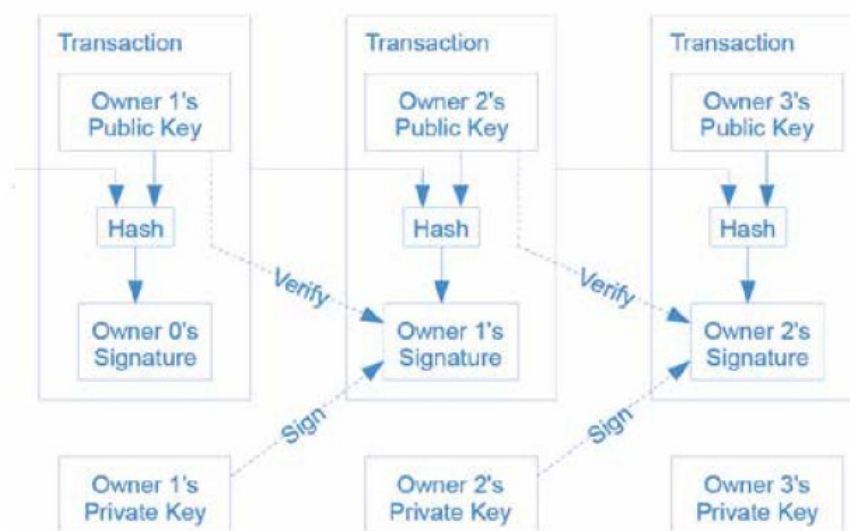 Transaction
Transaction
Transaction
Owner 1's
Public Key
Owner 2's
Public Key
Owner 3's
Public Key
Hash
Hash
Hash
Verify
Verify
Owner 0's
Signature
Owner 1's
Signature
Owner 2's
Signature
Sign
Sign
Owner 1's
Private Key
Owner 2's
Private Key
Owner 3's
Private Key